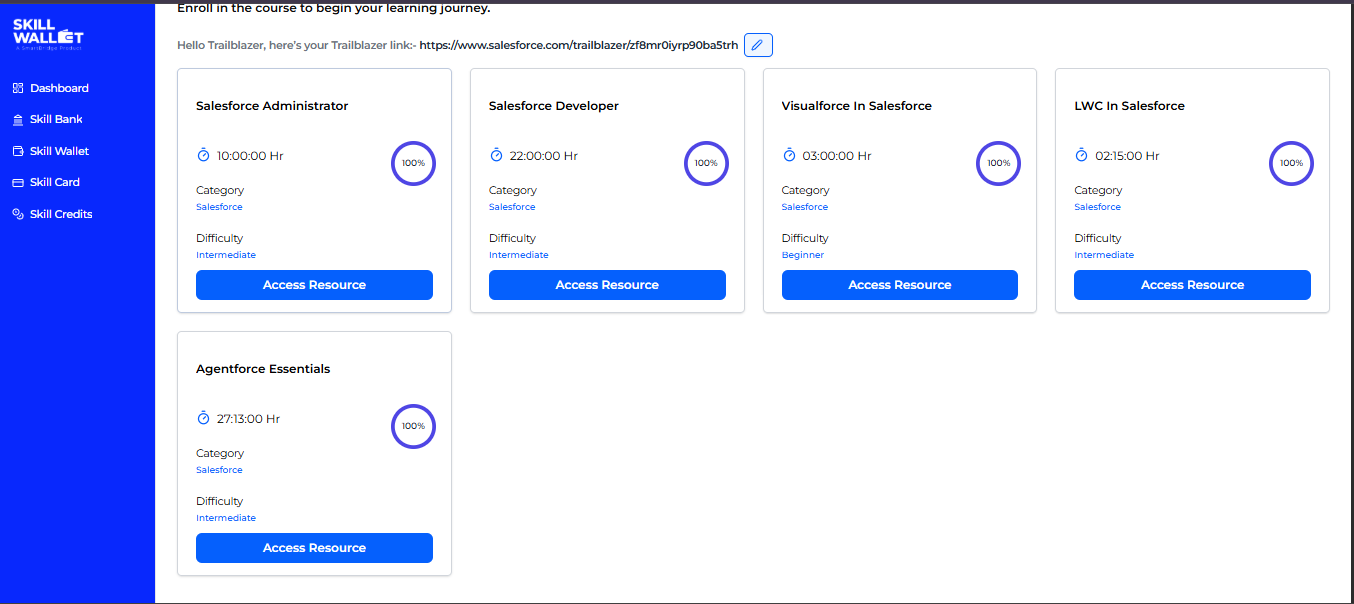 Enroll in the course to begin your learning journey.
SKILL
WALLET
A SmartBridge Product
Hello Trailblazer, here's your Trailblazer link:- https://www.salesforce.com/trailblazer/zf8mr0iyrp90ba5trh
Dashboard
Skill Bank
Skill Wallet
Skill Card
Skill Credits
Salesforce Administrator
10:00:00 Hr
100%
Category
Salesforce
Difficulty
Intermediate
Access Resource
Salesforce Developer
22:00:00 Hr
100%
Category
Salesforce
Difficulty
Intermediate
Access Resource
Visualforce In Salesforce
03:00:00 Hr
100%
Category
Salesforce
Difficulty
Beginner
Access Resource
LWC In Salesforce
02:15:00 Hr
100%
Category
Salesforce
Difficulty
Intermediate
Access Resource
Agentforce Essentials
27:13:00 Hr
100%
Category
Salesforce
Difficulty
Intermediate
Access Resource